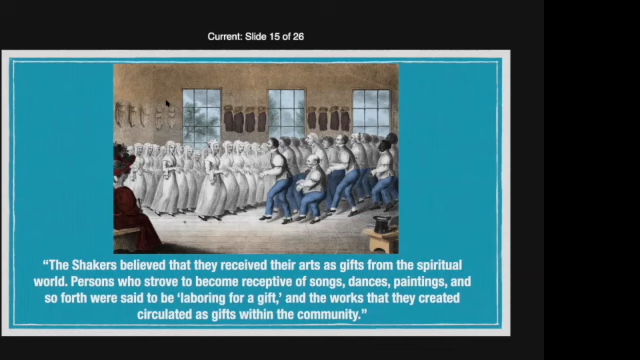 Current: Slide 15 of 26
“The Shakers believed that they received their arts as gifts from the spiritual
world. Persons who strove to become receptive of songs, dances, paintings, and
so forth were said to be ‘laboring for a gift,’ and the works that they created
circulated as gifts within the community.”